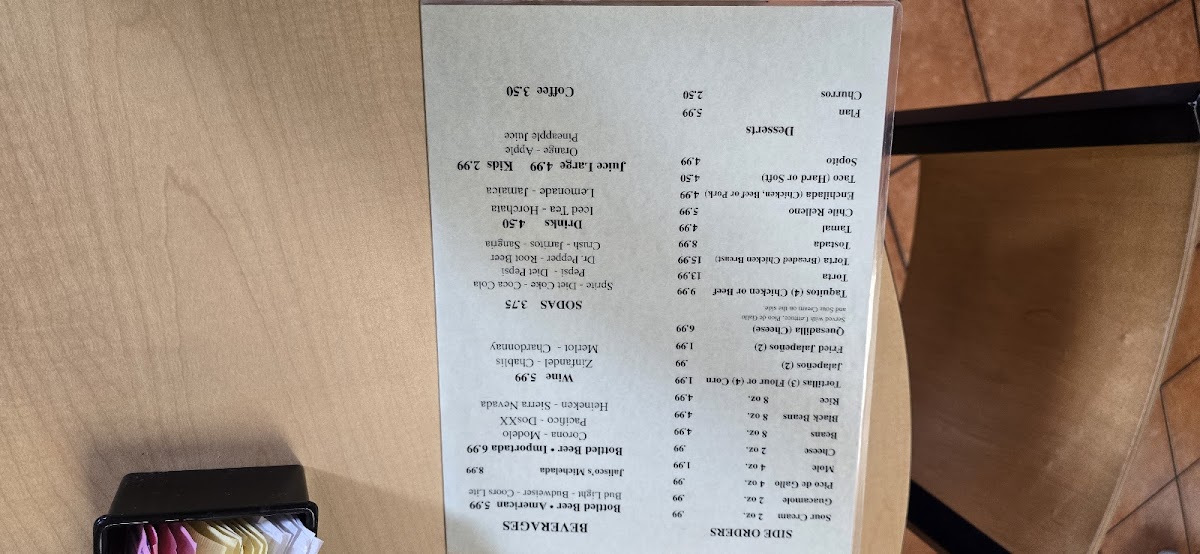 SIDE ORDERS
Sour Cream 2 oz. .99
Guacamole 2 oz. .99
Pico de Gallo 4 oz .99
Mole 4 oz. 1.99
Cheese 2 oz. .99
Beans 8 oz 4.99
Black Beans 8 oz. 4.99
Rice 8 oz. 4.99
Tortillas (3) Flour or (4) Corn 1.99
Jalapeños (2) .99
Fried Jalapeños (2) 1.99
Quesadilla (Cheese) 6.99
Served with Lettuce, Pico de Gallo
and Sour Cream on the side.
Taquitos (4) Chicken or Beef 9.99
Torta 13.99
Torta (Breaded Chicken Breast) 15.99
Tostada 8.99
Tamal 4.99
Chile Relleno 5.99
Enchilada (Chicken, Beef or Pork) 4.99
Taco (Hard or Soft) 4.50
Sopito 4.99
Desserts
Flan 5.99
Churros 2.50
BEVERAGES
Bottled Beer • American 5.99
Bud Light - Budweiser - Coors Lite
Jalisco's Michelada 8.99
Bottled Beer • Importada 6.99
Corona - Modelo
Pacifico - DosXX
Heineken - Sierra Nevada
Wine 5.99
Zinfandel - Chablis
Merlot - Chardonnay
SODAS 3.75
Sprite - Diet Coke - Coca Cola
Pepsi - Diet Pepsi
Dr. Pepper - Root Beer
Crush - Jarritos - Sangria
Drinks 4.50
Iced Tea - Horchata
Lemonade - Jamaica
Juice Large 4.99 Kids 2.99
Orange - Apple
Pineapple Juice
Coffee 3.50